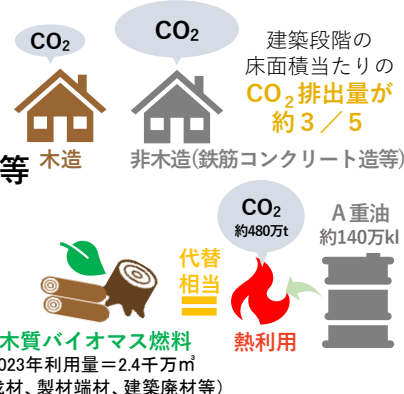 CO₂
CO₂
建築段階の
床面積当たりの
CO₂排出量が
約3／5
等
木造
非木造(鉄筋コンクリート造等)
CO₂
約480万t
A重油
約140万kl
代替
相当
木質バイオマス燃料
熱利用
023年利用量＝2.4千万㎥
材、製材端材、建築廃材等)